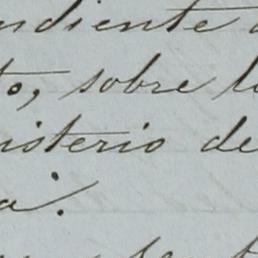 ndiente
to, sobre l
isterio de
a.